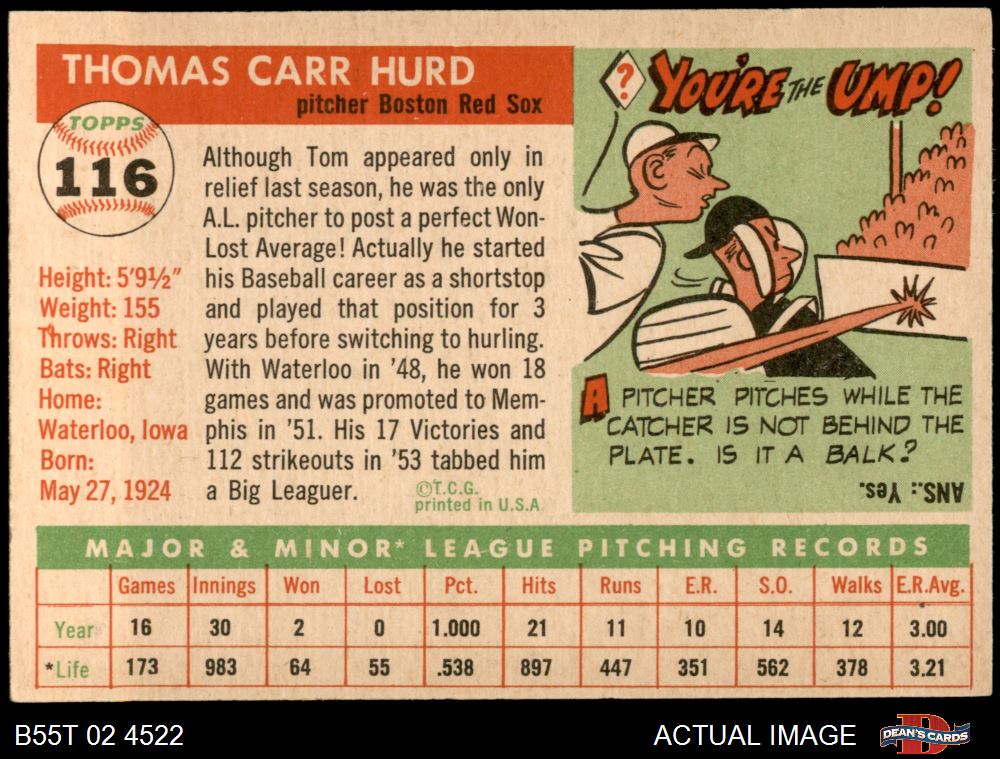 THOMAS CARR HURD
pitcher Boston Red Sox
TOPPS
116
Height: 5'9½"
Weight: 155
Throws: Right
Bats: Right
Home:
Waterloo, Iowa
Born:
May 27, 1924
Although Tom appeared only in
relief last season, he was the only
A.L. pitcher to post a perfect Won-
Lost Average! Actually he started
his Baseball career as a shortstop
and played that position for 3
years before switching to hurling.
With Waterloo in '48, he won 18
games and was promoted to Mem-
phis in '51. His 17 Victories and
112 strikeouts in '53 tabbed him
a Big Leaguer.
©T.C.G.
printed in U.S.A.
?
YOU'RE THE UMP!
A PITCHER PITCHES WHILE THE
CATCHER IS NOT BEHIND THE
PLATE. IS IT A BALK?
ANS.: Yes.
MAJOR & MINOR* LEAGUE PITCHING RECORDS
Games Innings Won Lost Pct. Hits Runs E.R. S.O. Walks E.R.Avg.
Year 16 30 2 0 1.000 21 11 10 14 12 3.00
*Life 173 983 64 55 .538 897 447 351 562 378 3.21
B55T 02 4522
ACTUAL IMAGE
D
DEAN'S CARDS